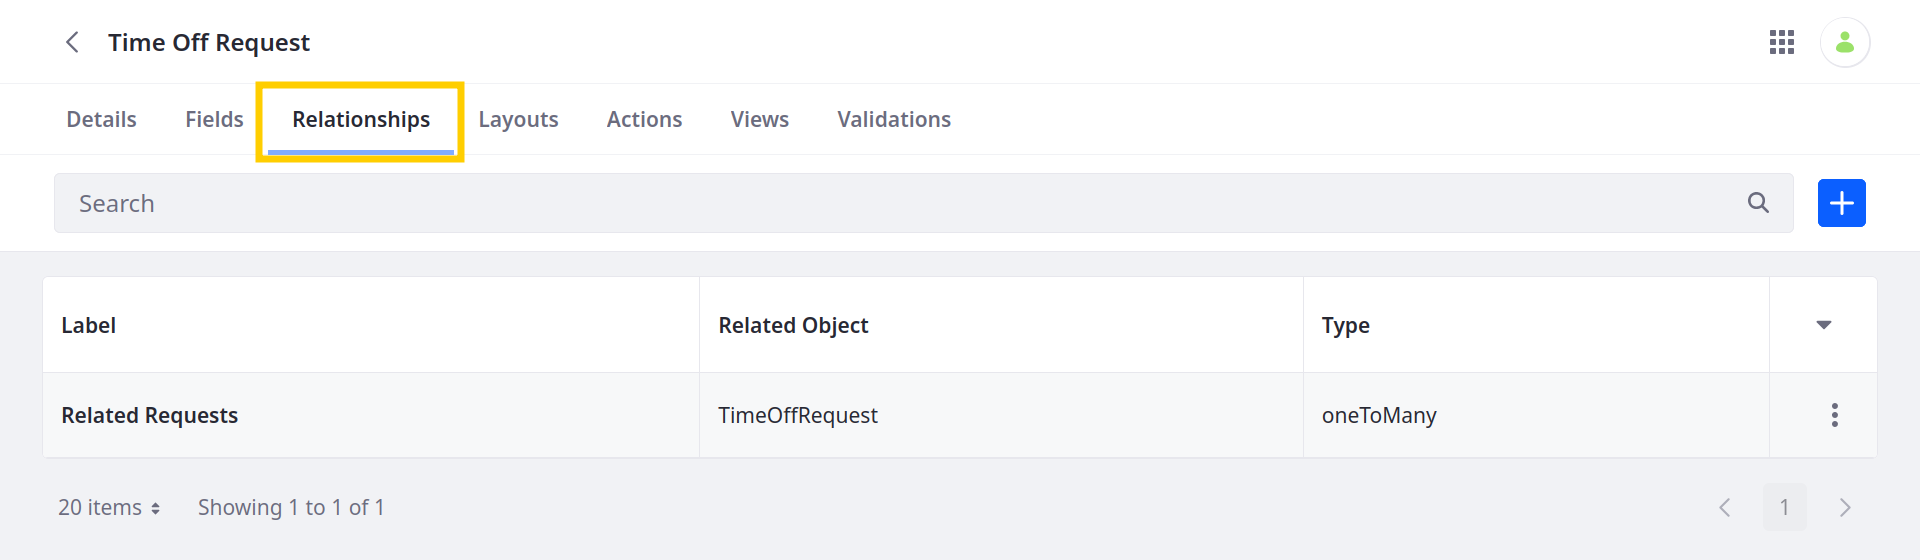 Time Off Request
Details Fields Relationships Layouts Actions Views Validations
Search
Label Related Object Type
Related Requests TimeOffRequest oneToMany
20 items Showing 1 to 1 of 1 1